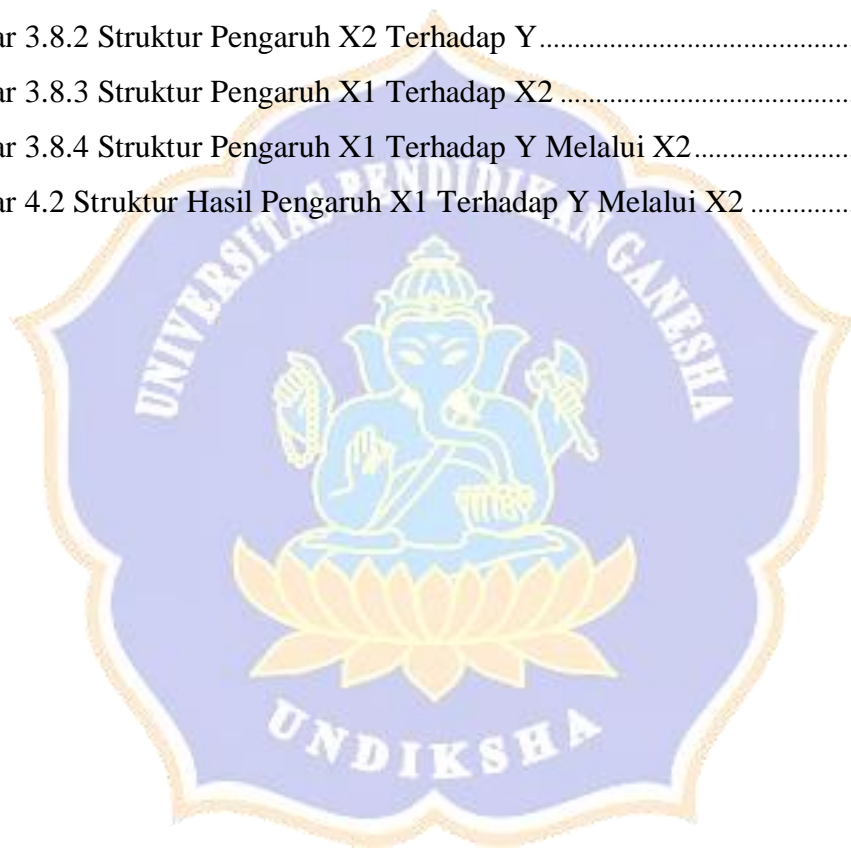 ar 3.8.2 Struktur Pengaruh X2 Terhadap Y..........................................
ar 3.8.3 Struktur Pengaruh X1 Terhadap X2.......................................
ar 3.8.4 Struktur Pengaruh X1 Terhadap Y Melalui X2......................
ar 4.2 Struktur Hasil Pengaruh X1 Terhadap Y Melalui X2..............
UNIVERSITAS PENDIDIKAN GANESHA
UNDIKSHA